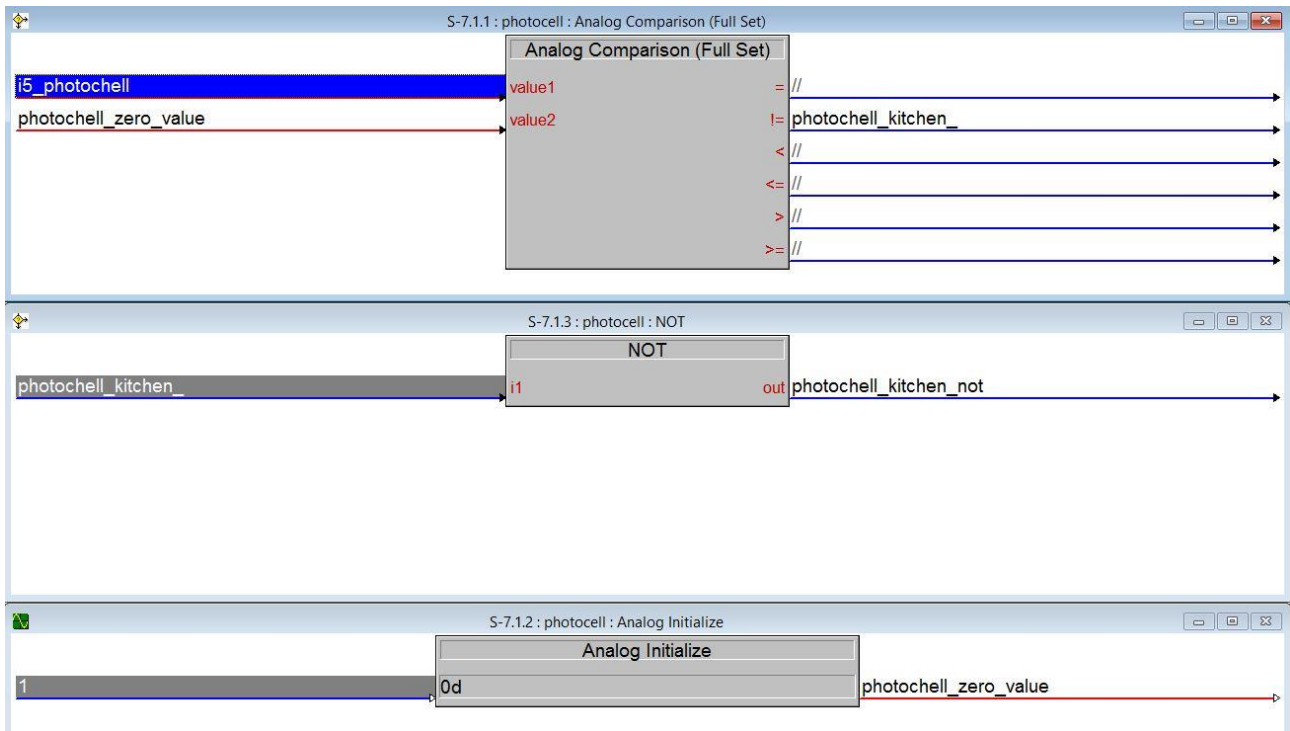 S-7.1.1 : photocell : Analog Comparison (Full Set)
Analog Comparison (Full Set)
i5_photochell value1 = //
photochell_zero_value value2 != photochell_kitchen_
< //
<= //
> //
>= //
S-7.1.3 : photocell : NOT
NOT
photochell_kitchen_ i1 out photochell_kitchen_not
S-7.1.2 : photocell : Analog Initialize
Analog Initialize
1 0d photochell_zero_value